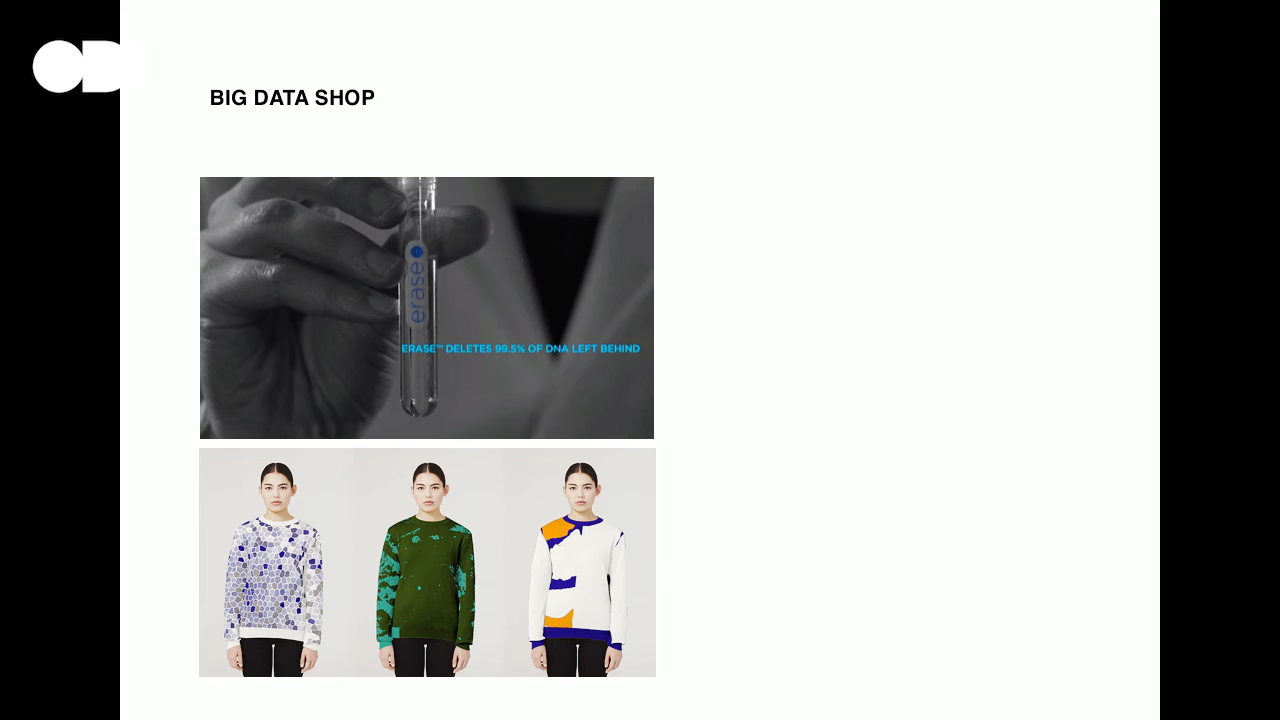 BIG DATA SHOP
erase
ERASE™ DELETES 99.5% OF DNA LEFT BEHIND